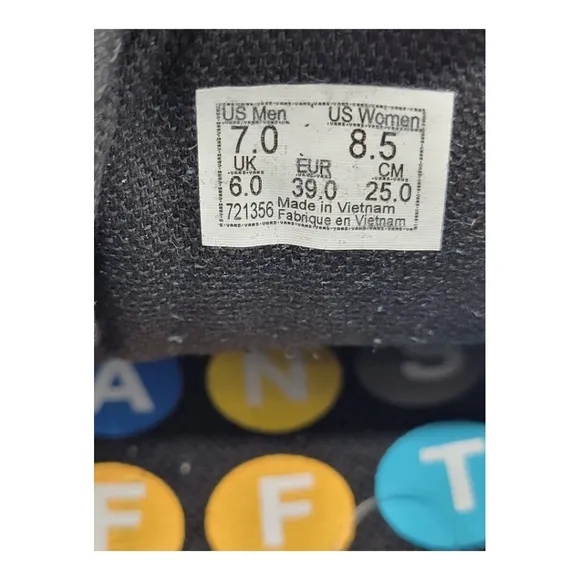 US Men US Women
7.0 8.5
UK EUR CM
6.0 39.0 25.0
721356 Made in Vietnam
Fabrique en Vietnam
A N S
F F T